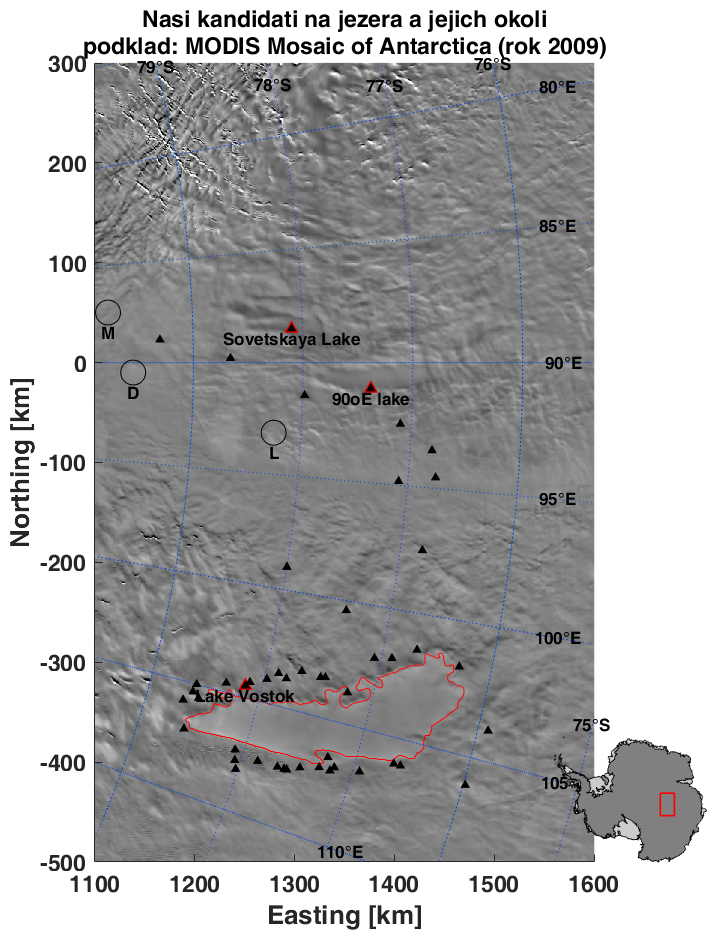 Nasi kandidati na jezera a jejich okoli
podklad: MODIS Mosaic of Antarctica (rok 2009)
300
79°S
78°S
77°S
76°S
80°E
200
85°E
100
M
Sovetskaya Lake
0
90°E
D
90oE lake
L
-100
95°E
Northing [km]
-200
100°E
-300
Lake Vostok
75°S
-400
105°
110°E
-500
1100
1200
1300
1400
1500
1600
Easting [km]